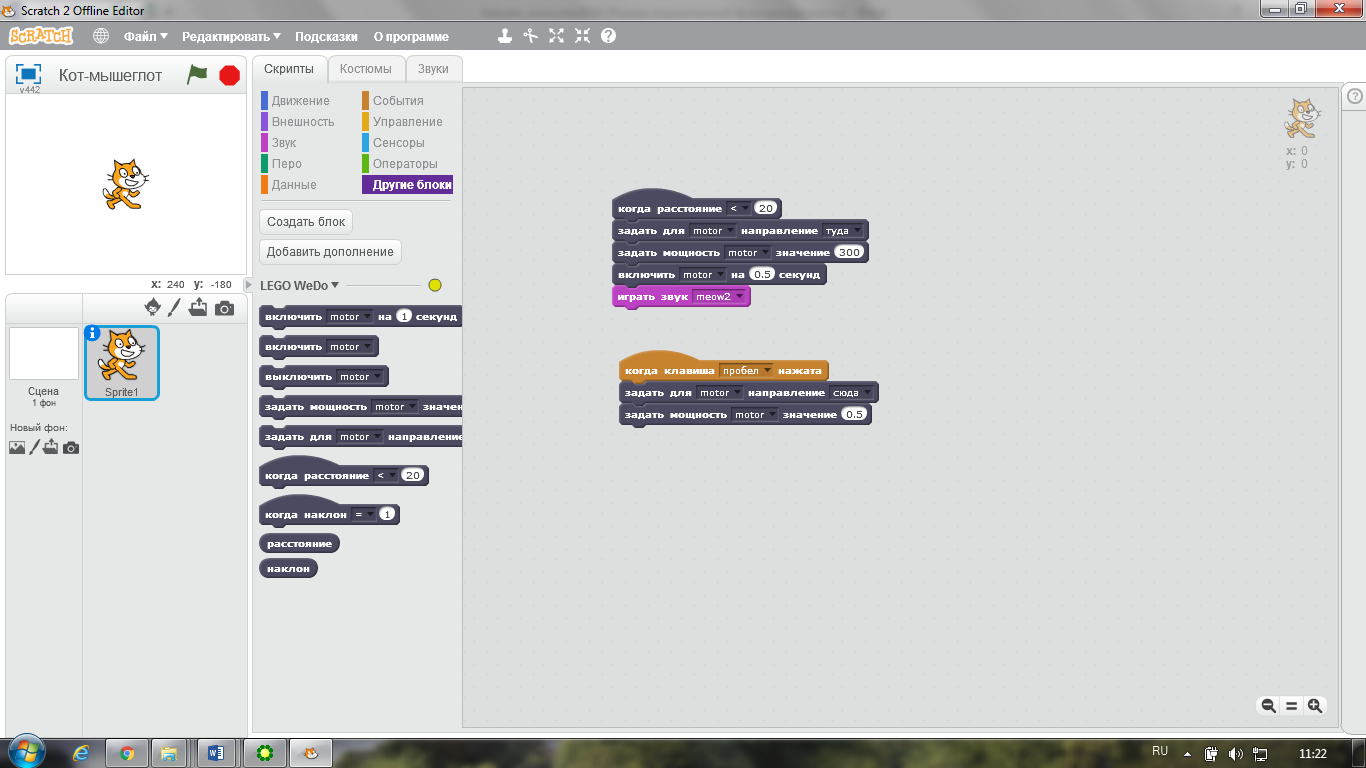 Scratch 2 Offline Editor
SCRATCH Файл Редактировать Подсказки О программе
v442 Кот-мышеглот
x: 240 y: -180
Сцена
1 фон
Новый фон:
Sprite1
Скрипты Костюмы Звуки
Движение События
Внешность Управление
Звук Сенсоры
Перо Операторы
Данные Другие блоки
Создать блок
Добавить дополнение
LEGO WeDo
включить motor на 1 секунд
включить motor
выключить motor
задать мощность motor значен
задать для motor направление
когда расстояние < 20
когда наклон = 1
расстояние
наклон
когда расстояние < 20
задать для motor направление туда
задать мощность motor значение 300
включить motor на 0.5 секунд
играть звук meow2
когда клавиша пробел нажата
задать для motor направление сюда
задать мощность motor значение 0.5
x: 0
y: 0
RU 11:22